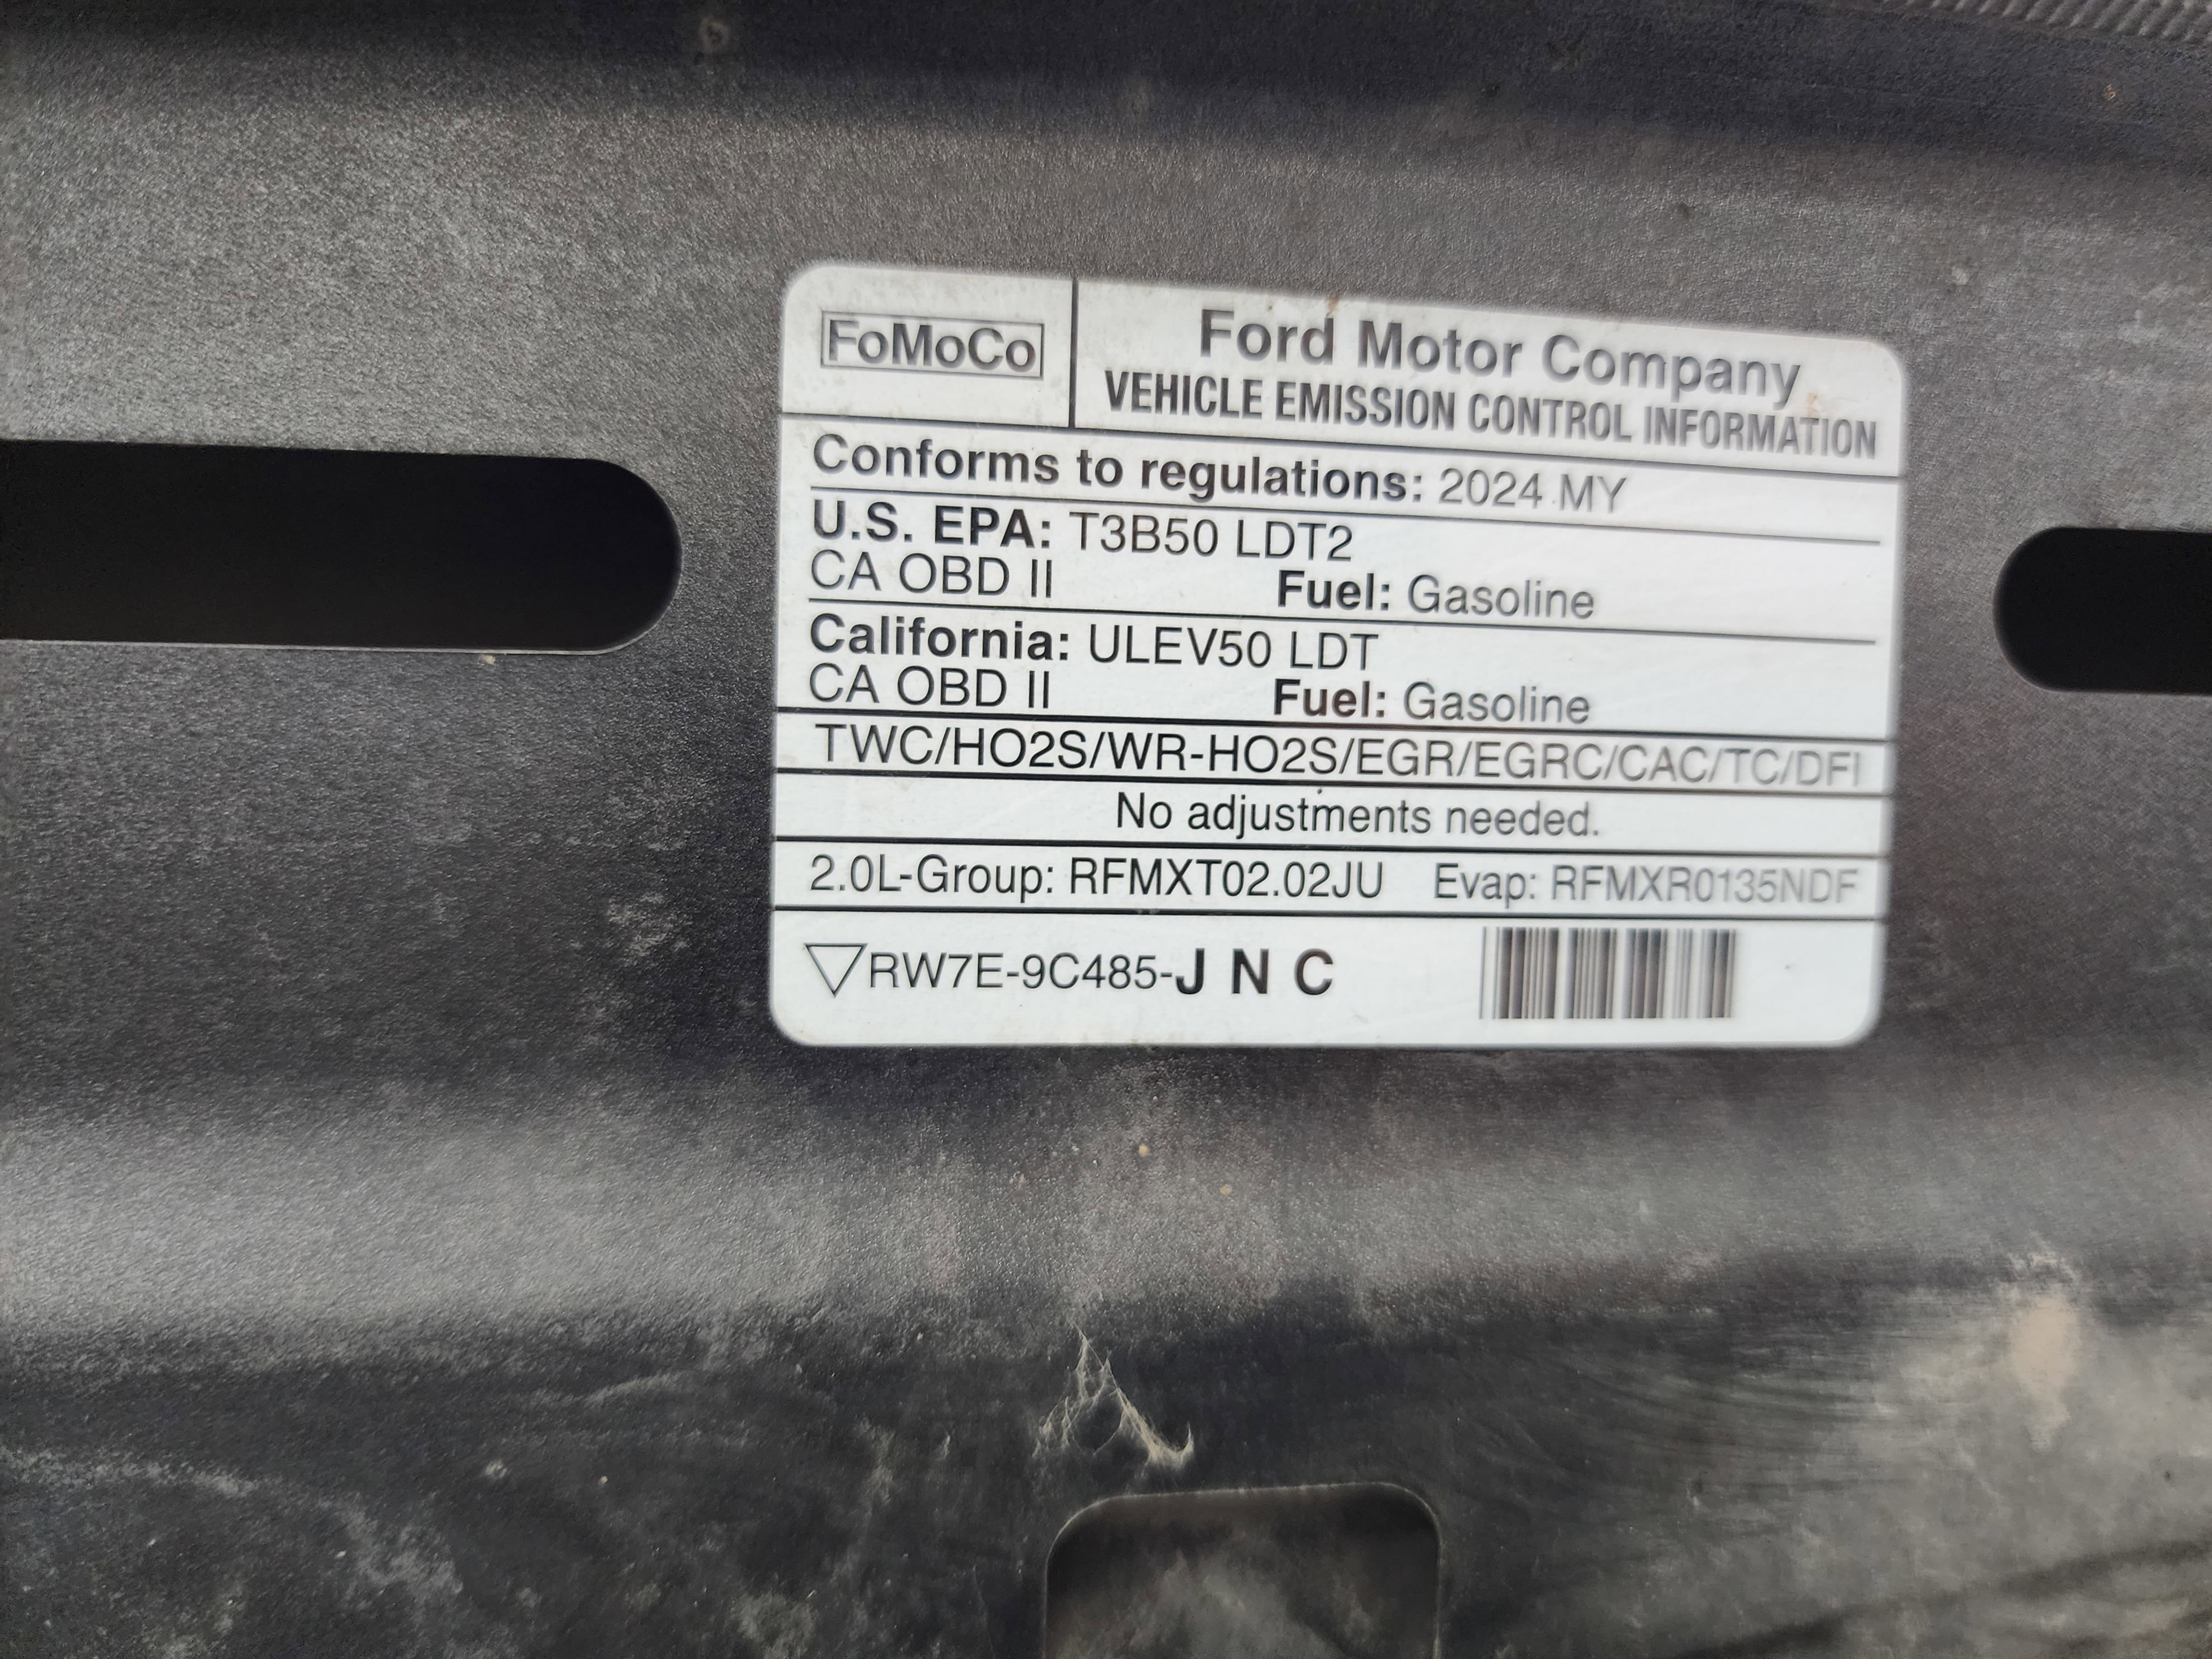 FoMoCo
Ford Motor Company
VEHICLE EMISSION CONTROL INFORMATION
Conforms to regulations: 2024 MY
U.S. EPA: T3B50 LDT2
CA OBD II Fuel: Gasoline
California: ULEV50 LDT
CA OBD II Fuel: Gasoline
TWC/HO2S/WR-HO2S/EGR/EGRC/CAC/TC/DFI
No adjustments needed.
2.0L-Group: RFMXT02.02JU Evap: RFMXR0135NDF
RW7E-9C485-J N C